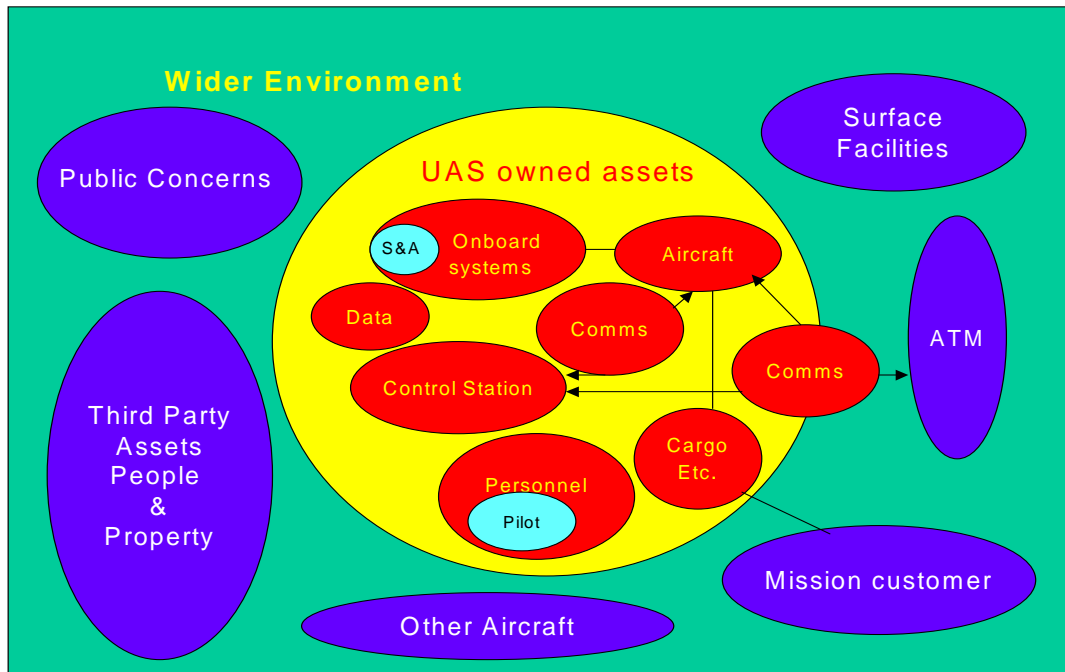 Wider Environment
Surface
Facilities
Public Concerns
UAS owned assets
S&A
Onboard
systems
Aircraft
Data
Comms
ATM
Control Station
Comms
Third Party
Assets
People
&
Property
Cargo
Etc.
Personnel
Pilot
Mission customer
Other Aircraft